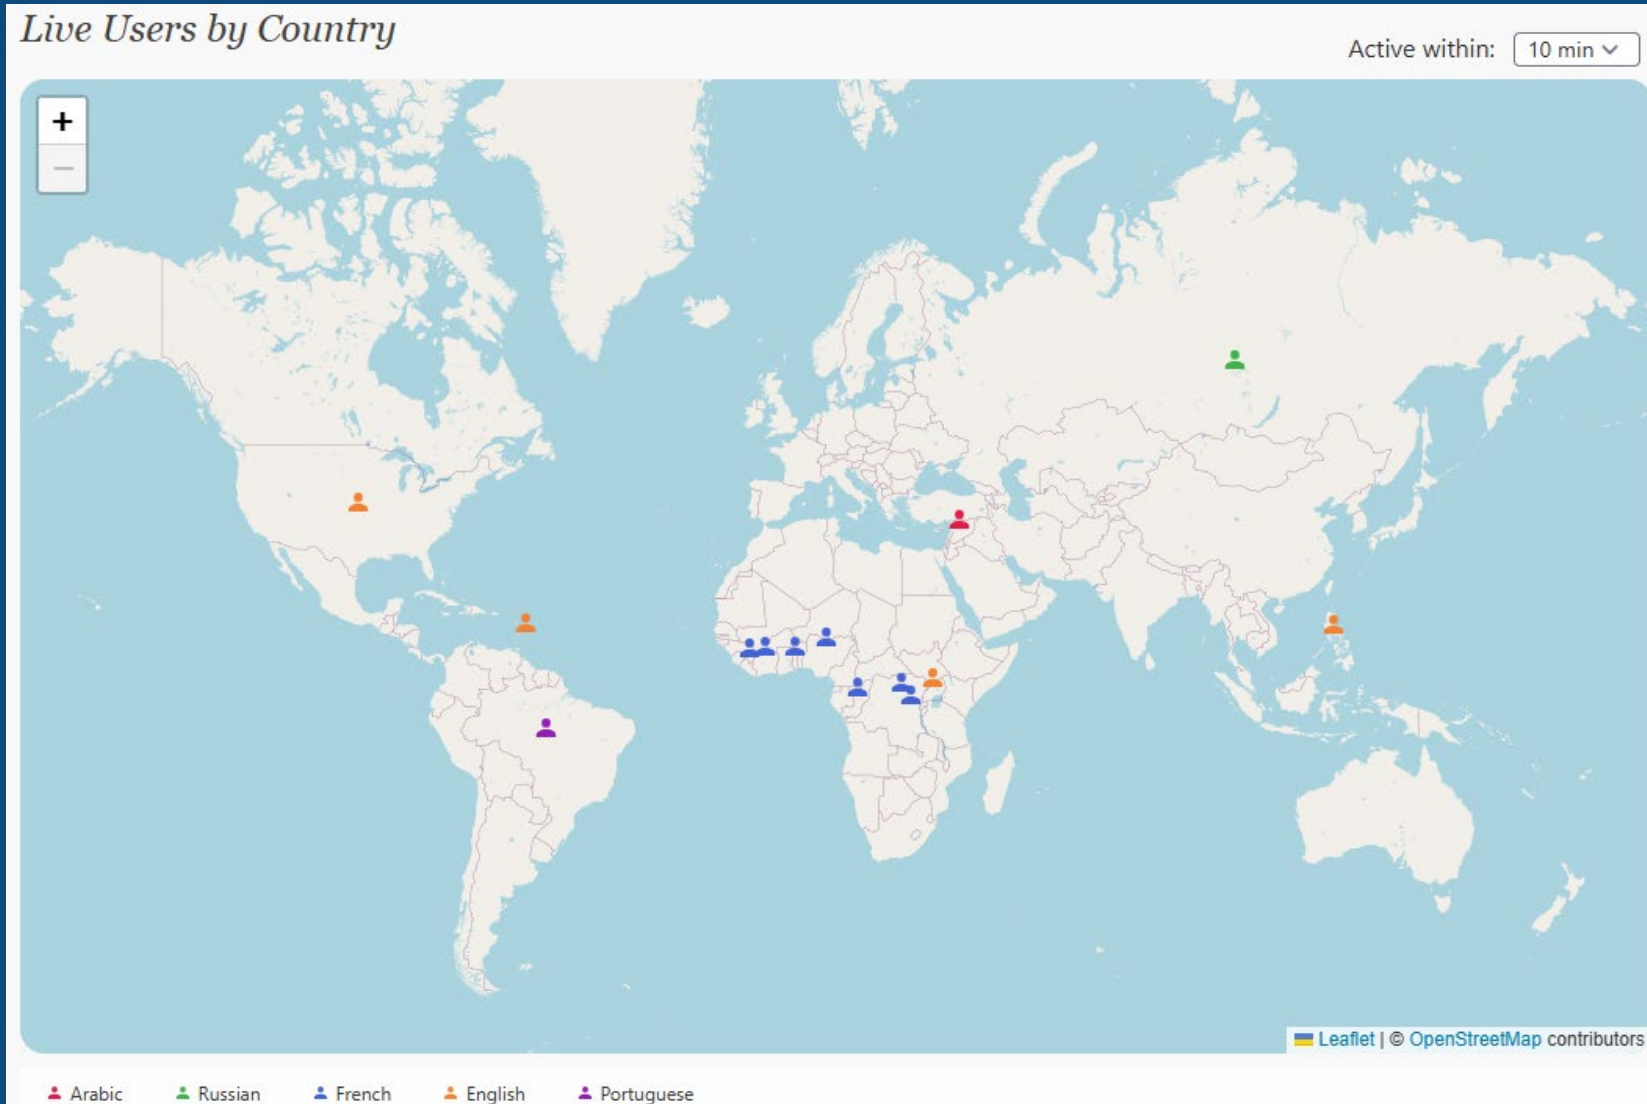 Live Users by Country
Active within: 10 min
+
−
Leaflet | © OpenStreetMap contributors
Arabic Russian French English Portuguese